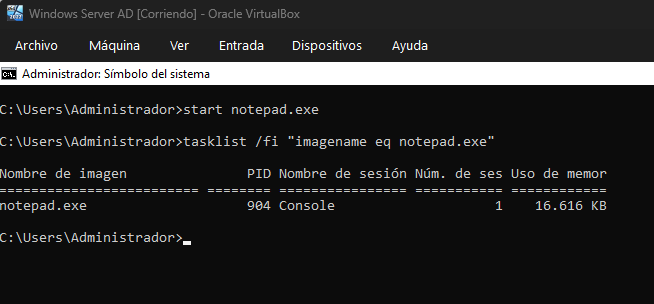 Windows Server AD [Corriendo] - Oracle VirtualBox
Archivo Máquina Ver Entrada Dispositivos Ayuda
Administrador: Símbolo del sistema
C:\Users\Administrador>start notepad.exe
C:\Users\Administrador>tasklist /fi "imagename eq notepad.exe"
Nombre de imagen PID Nombre de sesión Núm. de ses Uso de memor
========================= ======== ================ =========== ============
notepad.exe 904 Console 1 16.616 KB
C:\Users\Administrador>